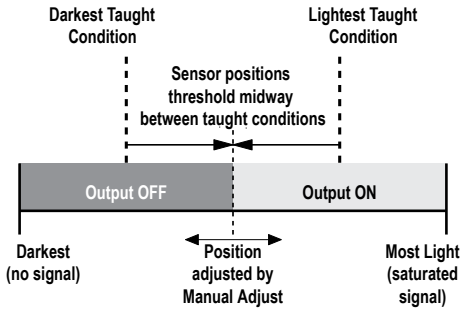 Darkest Taught
Condition
Lightest Taught
Condition
Sensor positions
threshold midway
between taught conditions
Output OFF
Output ON
Darkest
(no signal)
Position
adjusted by
Manual Adjust
Most Light
(saturated
signal)